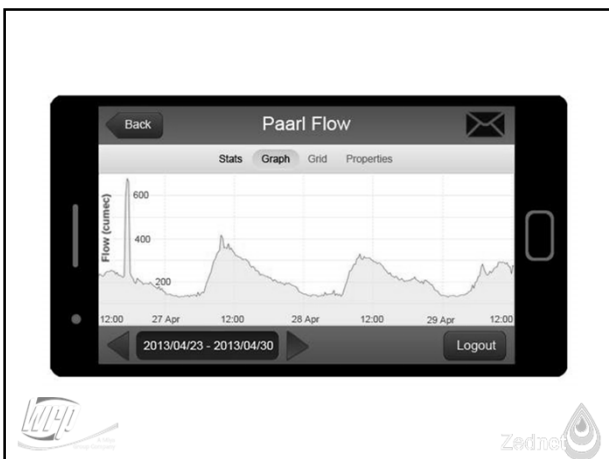 Back
Paarl Flow
Stats Graph Grid Properties
Flow (cumec)
600
400
200
12:00 27 Apr 12:00 28 Apr 12:00 29 Apr 12:00
2013/04/23 - 2013/04/30
Logout
wrp
Zednet